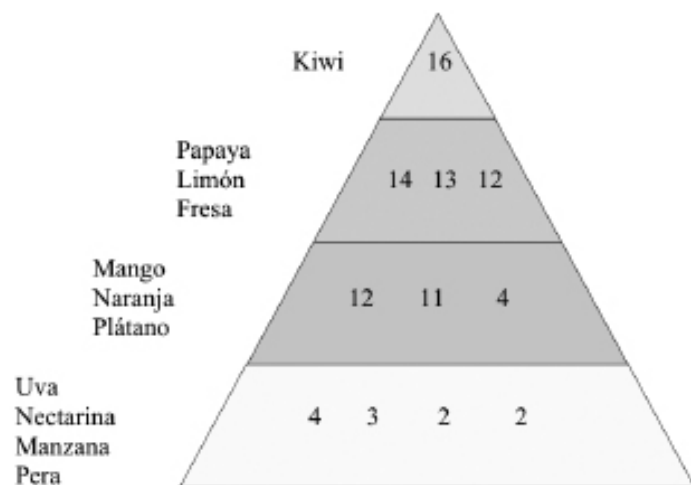 Kiwi 16
Papaya
Limón 14 13 12
Fresa
Mango
Naranja 12 11 4
Plátano
Uva
Nectarina 4 3 2 2
Manzana
Pera